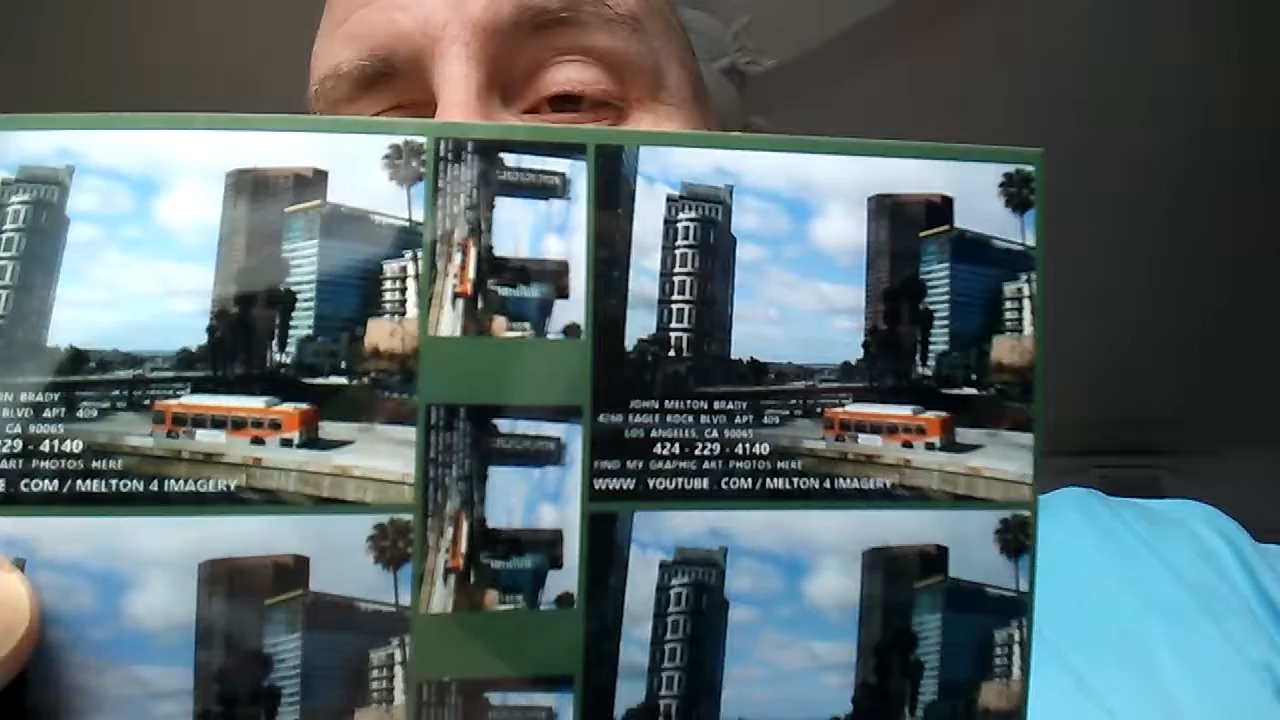 N BRADY
BLVD. APT. 409
CA 90065
229 - 4140
ART PHOTOS HERE
E . COM / MELTON 4 IMAGERY
JOHN MELTON BRADY
4260 EAGLE ROCK BLVD. APT. 409
LOS ANGELES, CA 90065
424 - 229 - 4140
FIND MY GRAPHIC ART PHOTOS HERE
WWW . YOUTUBE . COM / MELTON 4 IMAGERY